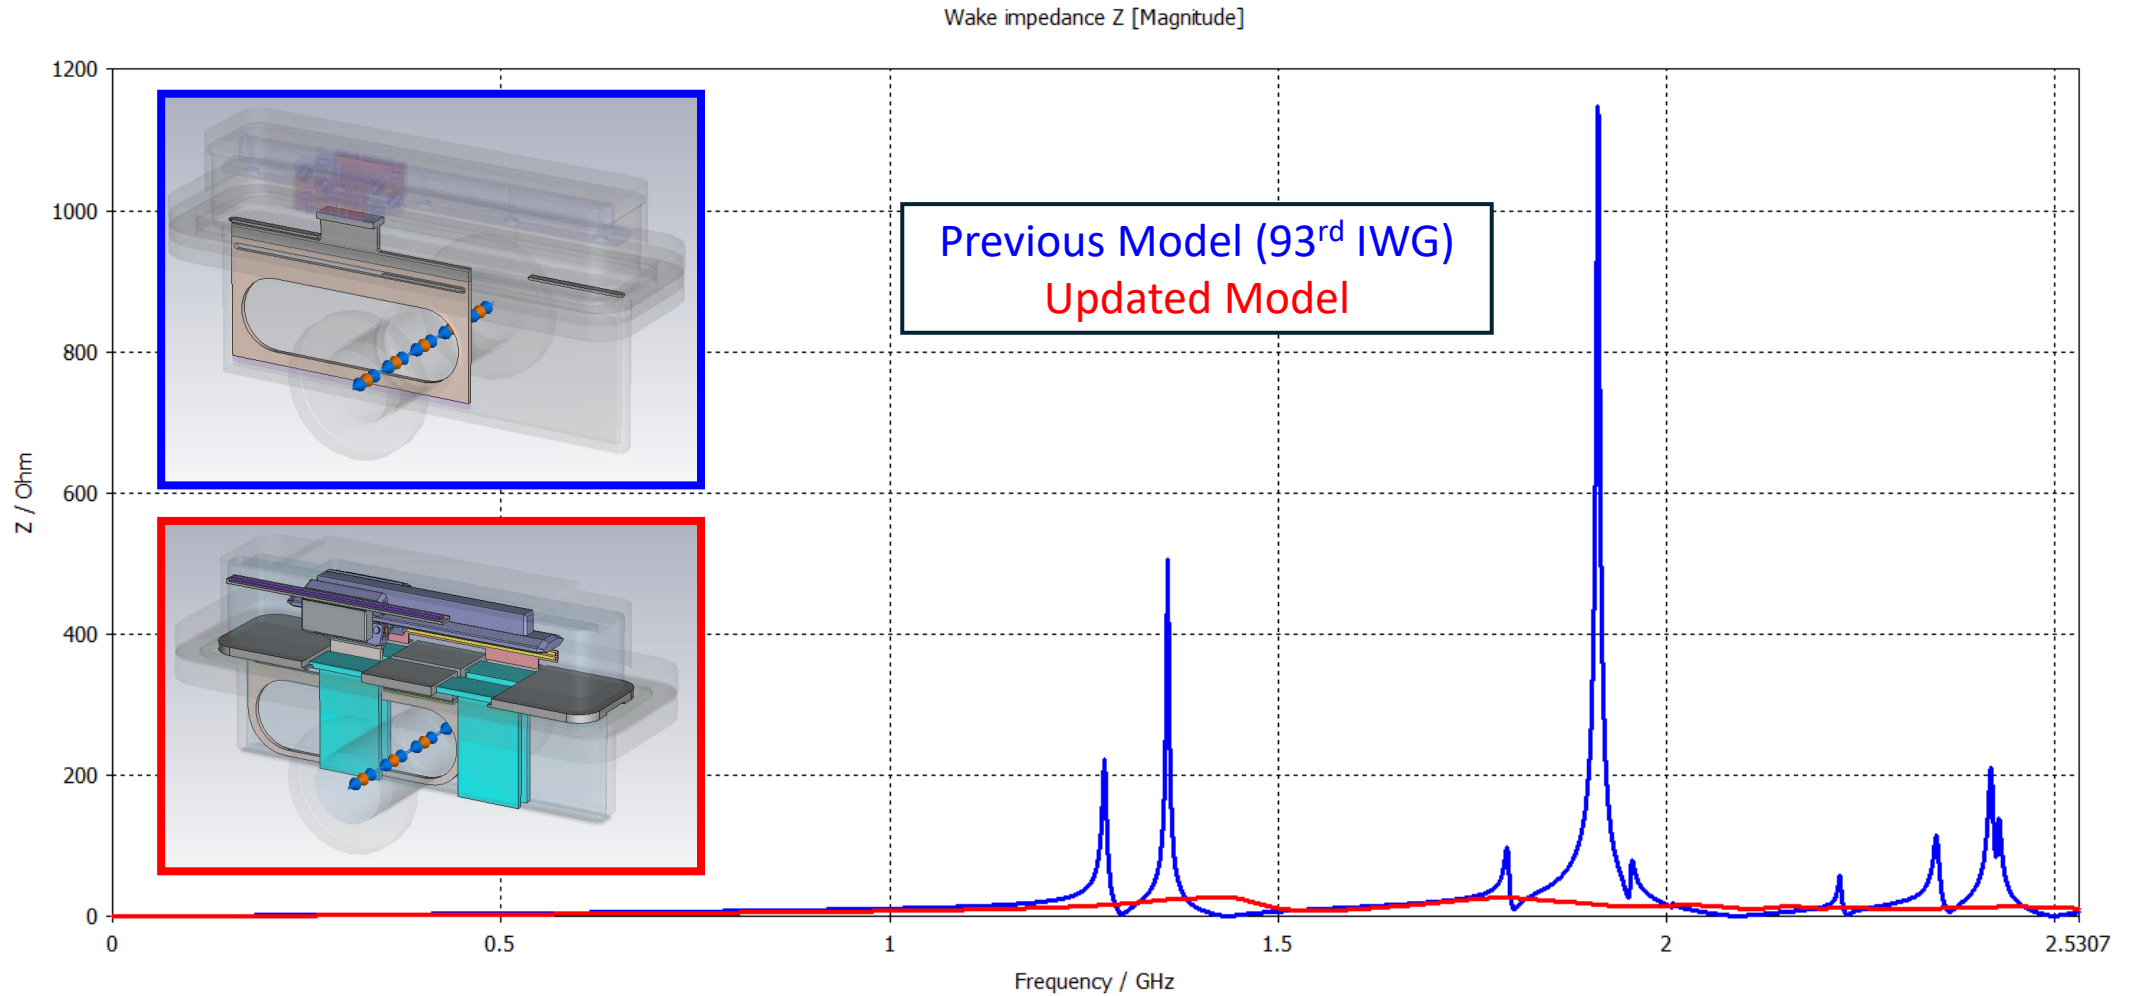 Wake impedance Z [Magnitude]
1200
1000
800
600
400
200
0
Z / Ohm
Previous Model (93rd IWG)
Updated Model
0
0.5
1
1.5
2
2.5307
Frequency / GHz